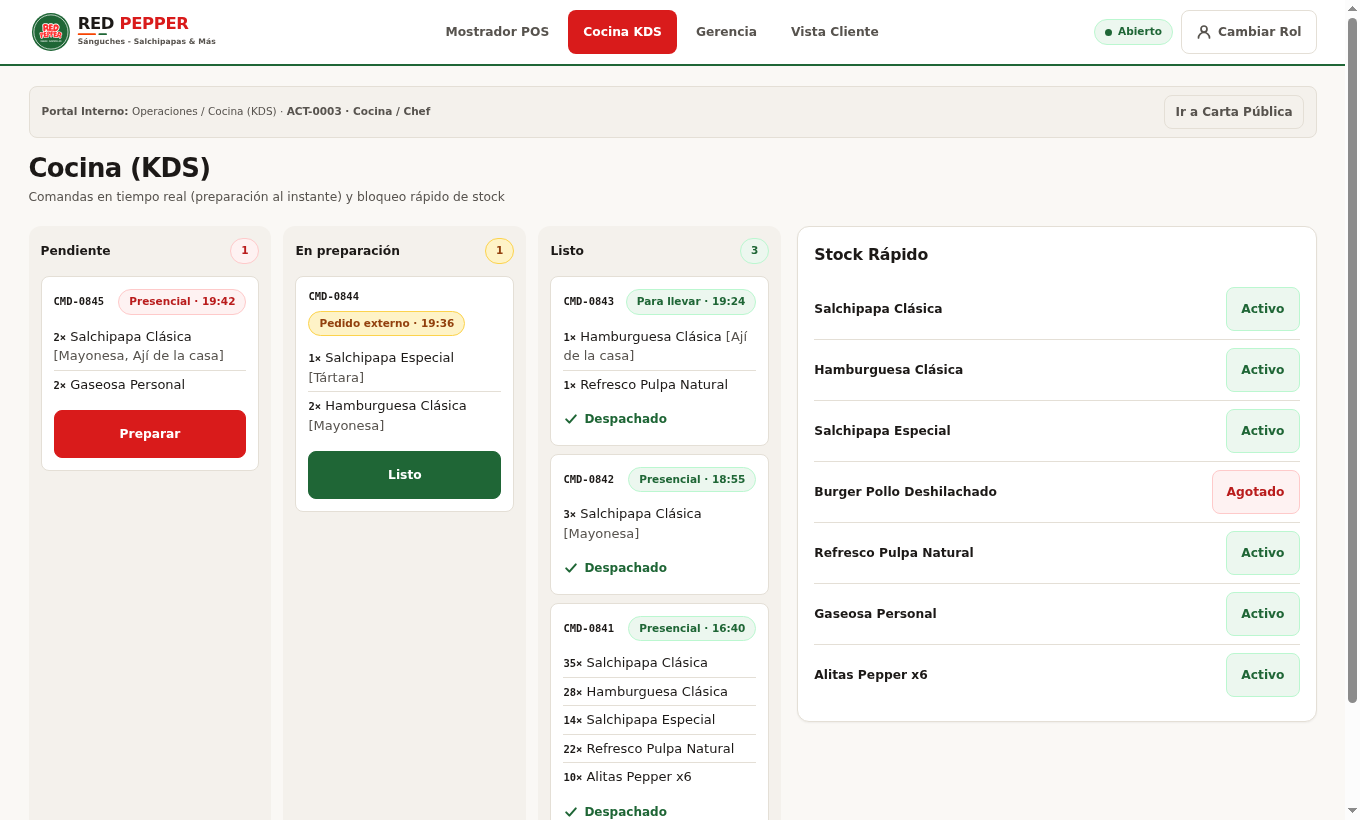 RED PEPPER
RED PEPPER
Sánguches - Salchipapas & Más
Mostrador POS
Cocina KDS
Gerencia
Vista Cliente
Abierto
Cambiar Rol
Portal Interno: Operaciones / Cocina (KDS) · ACT-0003 · Cocina / Chef
Ir a Carta Pública
Cocina (KDS)
Comandas en tiempo real (preparación al instante) y bloqueo rápido de stock
Pendiente
1
CMD-0845
Presencial · 19:42
2× Salchipapa Clásica
[Mayonesa, Ají de la casa]
2× Gaseosa Personal
Preparar
En preparación
1
CMD-0844
Pedido externo · 19:36
1× Salchipapa Especial
[Tártara]
2× Hamburguesa Clásica
[Mayonesa]
Listo
Listo
3
CMD-0843
Para llevar · 19:24
1× Hamburguesa Clásica [Ají
de la casa]
1× Refresco Pulpa Natural
Despachado
CMD-0842
Presencial · 18:55
3× Salchipapa Clásica
[Mayonesa]
Despachado
CMD-0841
Presencial · 16:40
35× Salchipapa Clásica
28× Hamburguesa Clásica
14× Salchipapa Especial
22× Refresco Pulpa Natural
10× Alitas Pepper x6
Despachado
Stock Rápido
Salchipapa Clásica
Activo
Hamburguesa Clásica
Activo
Salchipapa Especial
Activo
Burger Pollo Deshilachado
Agotado
Refresco Pulpa Natural
Activo
Gaseosa Personal
Activo
Alitas Pepper x6
Activo